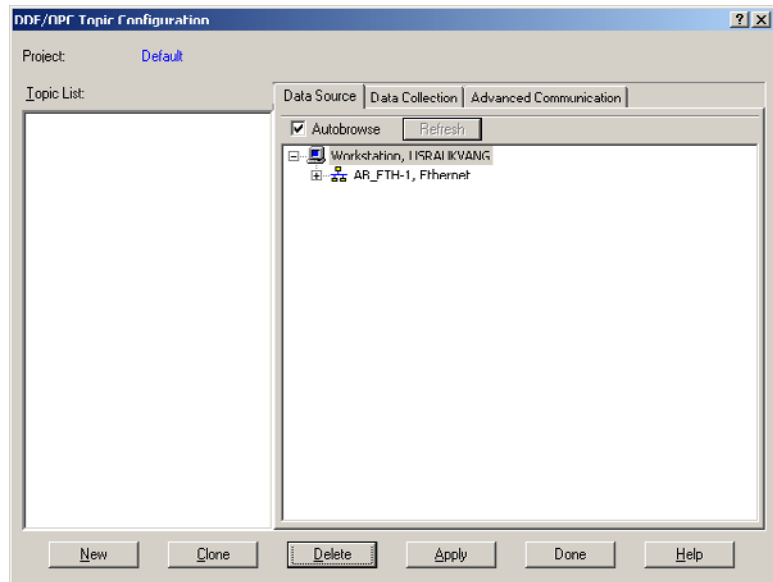 DDE/OPC Topic Configuration
Project: Default
Topic List:
Data Source Data Collection Advanced Communication
Autobrowse Refresh
Workstation,
AB_ETH-1, Ethernet
New Clone Delete Apply Done Help